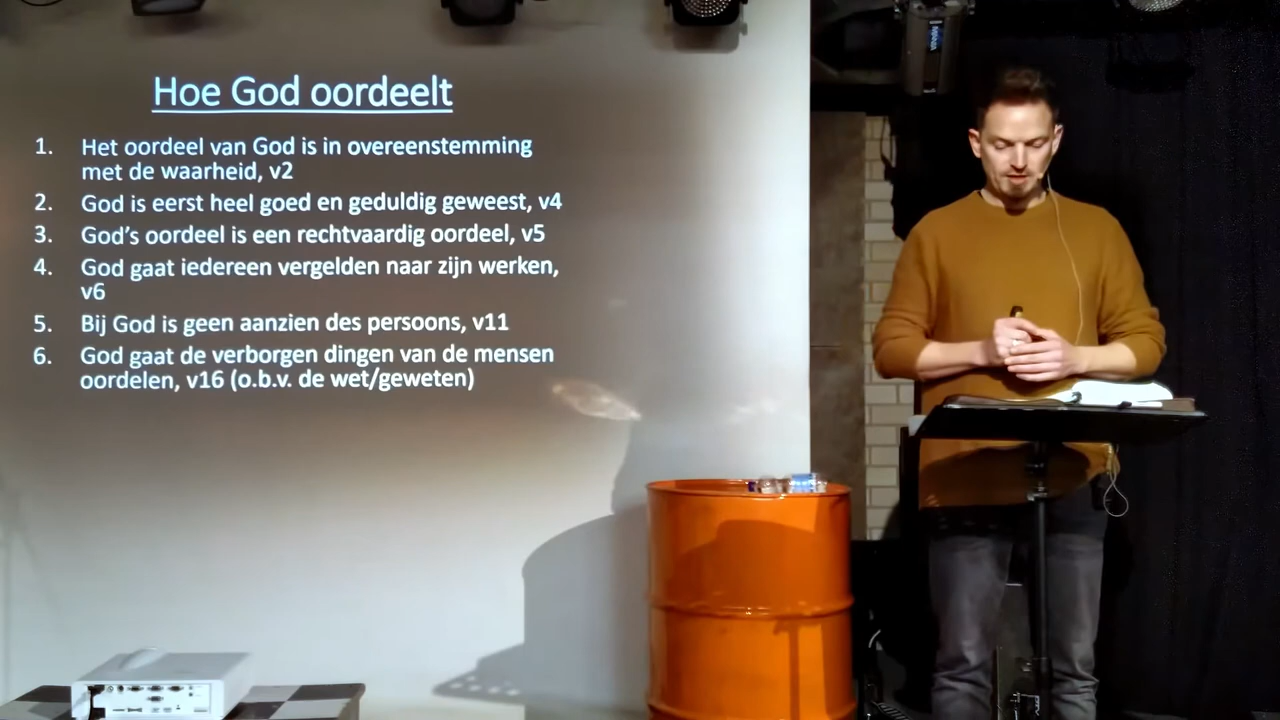 Hoe God oordeelt
1. Het oordeel van God is in overeenstemming
met de waarheid, v2
2. God is eerst heel goed en geduldig geweest, v4
3. God's oordeel is een rechtvaardig oordeel, v5
4. God gaat iedereen vergelden naar zijn werken,
v6
5. Bij God is geen aanzien des persoons, v11
6. God gaat de verborgen dingen van de mensen
oordelen, v16 (o.b.v. de wet/geweten)